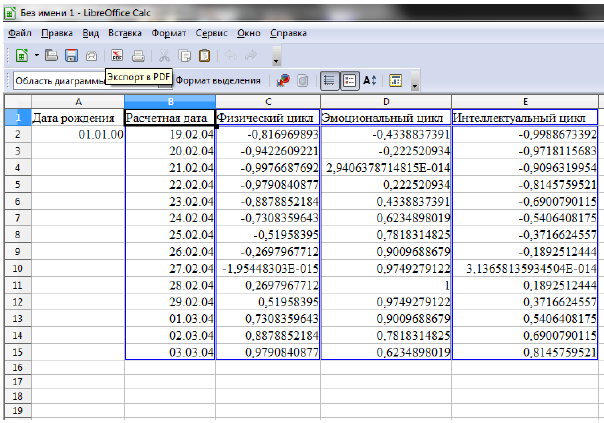 Без имени 1 - LibreOffice Calc
Файл Правка Вид Вставка Формат Сервис Окно Справка
Экспорт в PDF
Область диаграммы Формат выделения
A B C D E
1 Дата рождения Расчетная дата Физический цикл Эмоциональный цикл Интеллектуальный цикл
2 01.01.00 19.02.04 -0,816969893 -0,4338837391 -0,9988673392
3 20.02.04 -0,9422609221 -0,222520934 -0,9718115683
4 21.02.04 -0,9976687692 2,9406378714815E-014 -0,9096319954
5 22.02.04 -0,9790840877 0,222520934 -0,8145759521
6 23.02.04 -0,8878852184 0,4338837391 -0,6900790115
7 24.02.04 -0,7308359643 0,6234898019 -0,5406408175
8 25.02.04 -0,51958395 0,7818314825 -0,3716624557
9 26.02.04 -0,2697967712 0,9009688679 -0,1892512444
10 27.02.04 -1,95448303E-015 0,9749279122 3,13658135934504E-014
11 28.02.04 0,2697967712 1 0,1892512444
12 29.02.04 0,51958395 0,9749279122 0,3716624557
13 01.03.04 0,7308359643 0,9009688679 0,5406408175
14 02.03.04 0,8878852184 0,7818314825 0,6900790115
15 03.03.04 0,9790840877 0,6234898019 0,8145759521
16
17
18
19